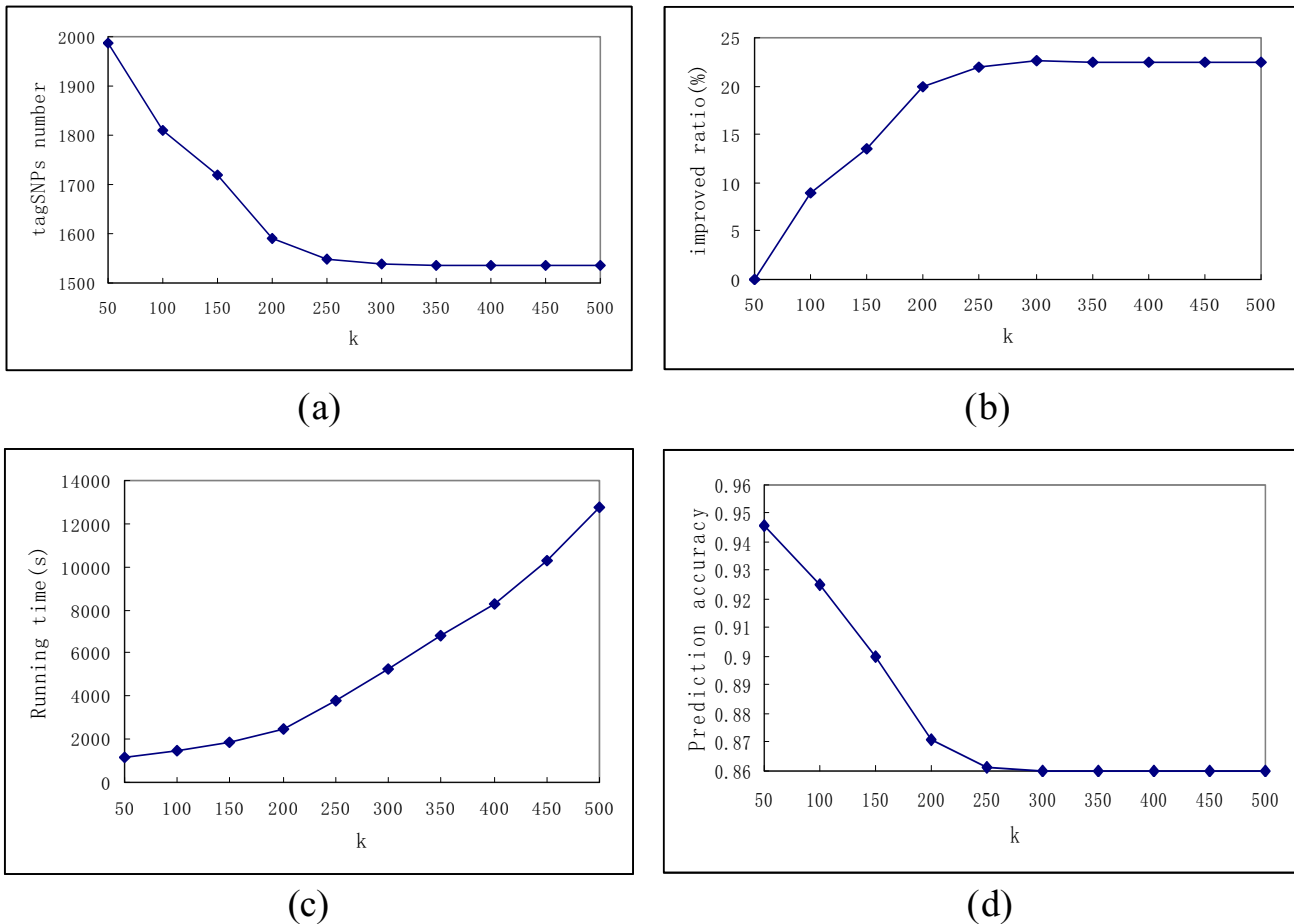 2000
1900
1800
1700
1600
1500
tagSNPs number
50 100 150 200 250 300 350 400 450 500
k
(a)
25
20
15
10
5
0
improved ratio(%)
50 100 150 200 250 300 350 400 450 500
k
(b)
14000
12000
10000
8000
6000
4000
2000
0
Running time(s)
50 100 150 200 250 300 350 400 450 500
k
(c)
0.96
0.95
0.94
0.93
0.92
0.91
0.9
0.89
0.88
0.87
0.86
Prediction accuracy
50 100 150 200 250 300 350 400 450 500
k
(d)